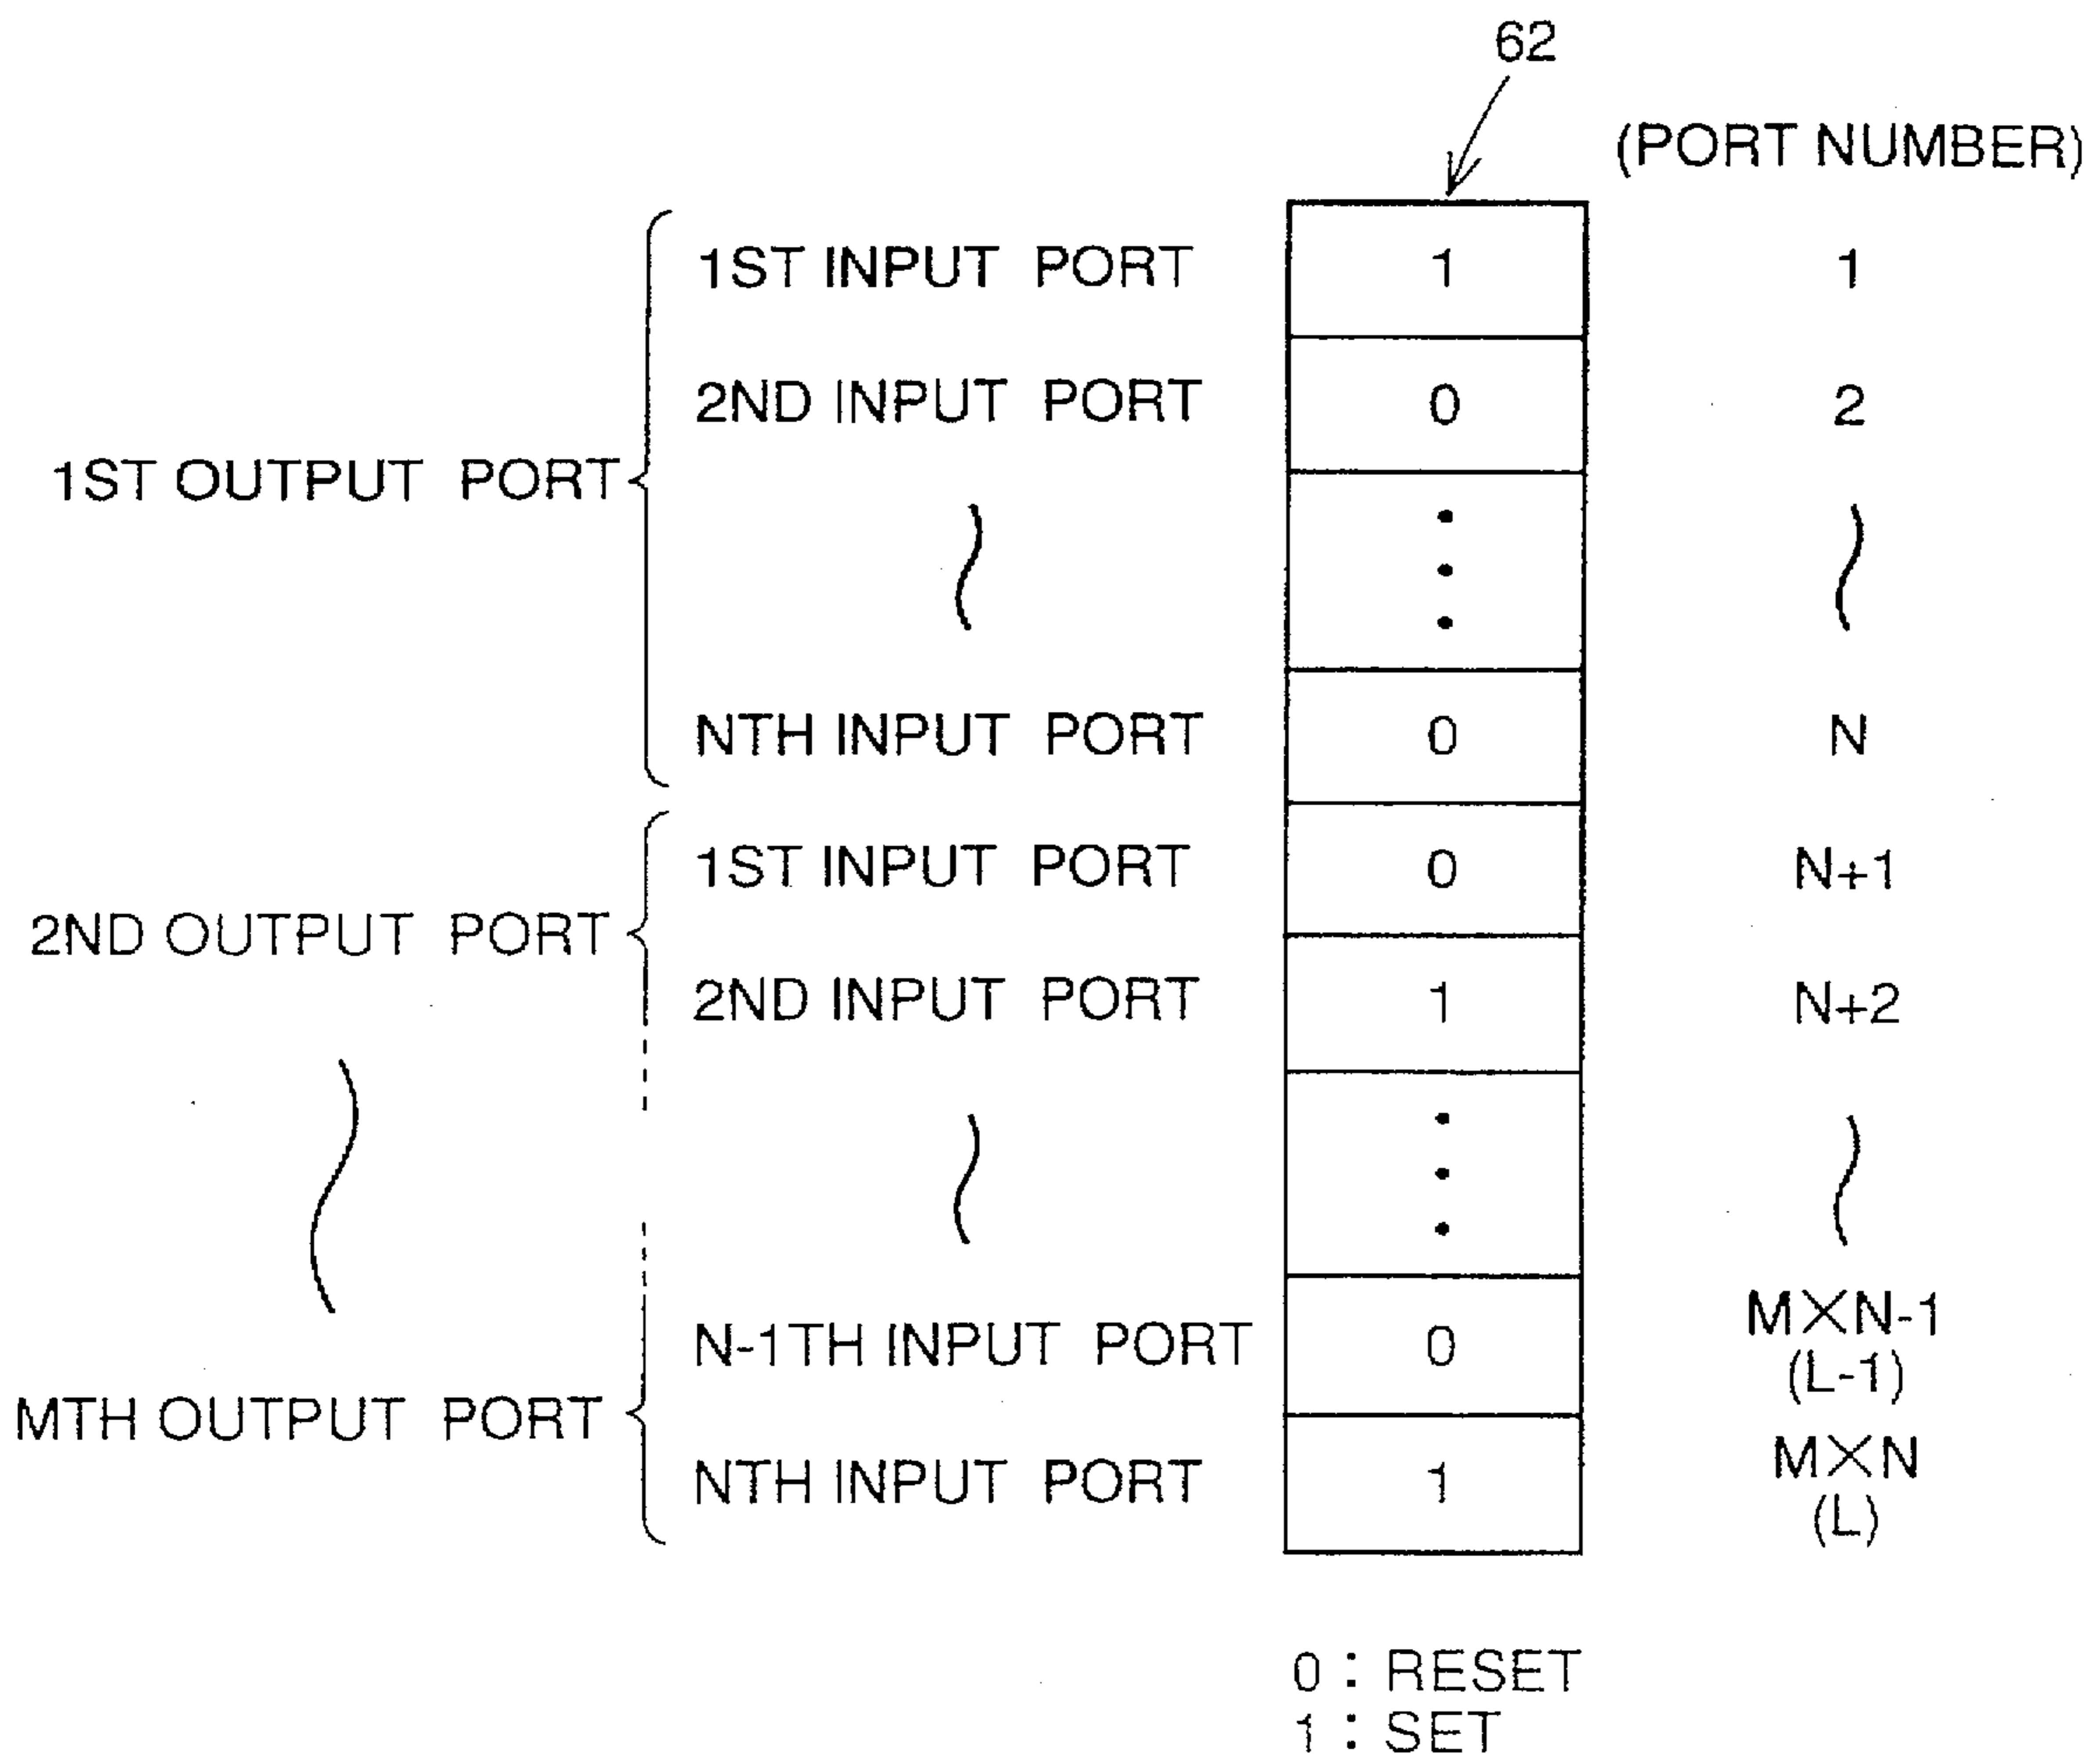 62
(PORT NUMBER)
1ST INPUT PORT 1 1
2ND INPUT PORT 0 2
1ST OUTPUT PORT
NTH INPUT PORT 0 N
1ST INPUT PORT 0 N+1
2ND OUTPUT PORT
2ND INPUT PORT 1 N+2
N-1TH INPUT PORT 0 M×N-1
(L-1)
MTH OUTPUT PORT
NTH INPUT PORT 1 M×N
(L)
0 : RESET
1 : SET